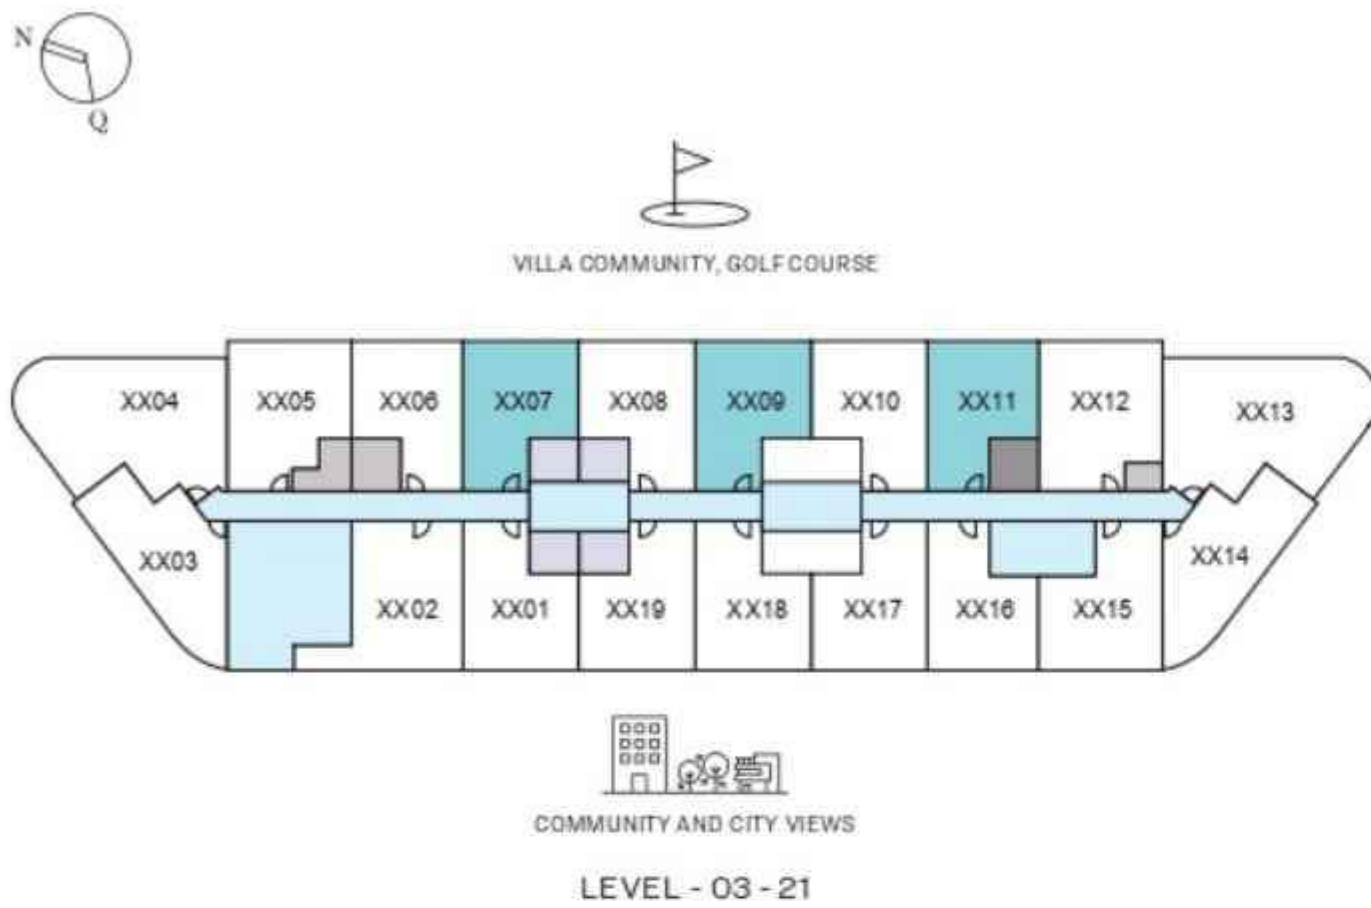 N
Q
VILLA COMMUNITY, GOLF COURSE
XX04 XX05 XX06 XX07 XX08 XX09 XX10 XX11 XX12 XX13
XX03 XX02 XX01 XX19 XX18 XX17 XX16 XX15 XX14
COMMUNITY AND CITY VIEWS
LEVEL - 03 - 21